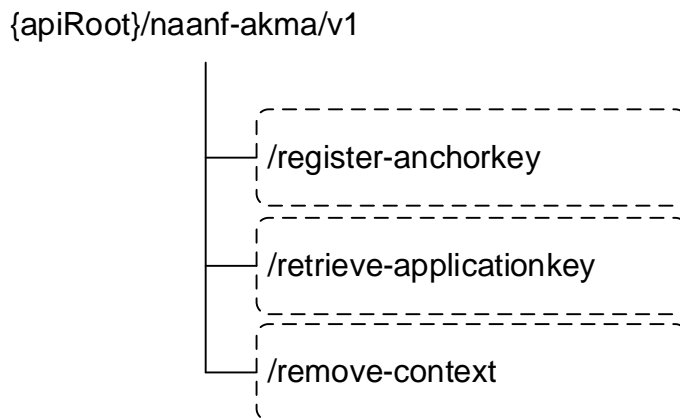 {apiRoot}/naanf-akma/v1
/register-anchorkey
/retrieve-applicationkey
/remove-context